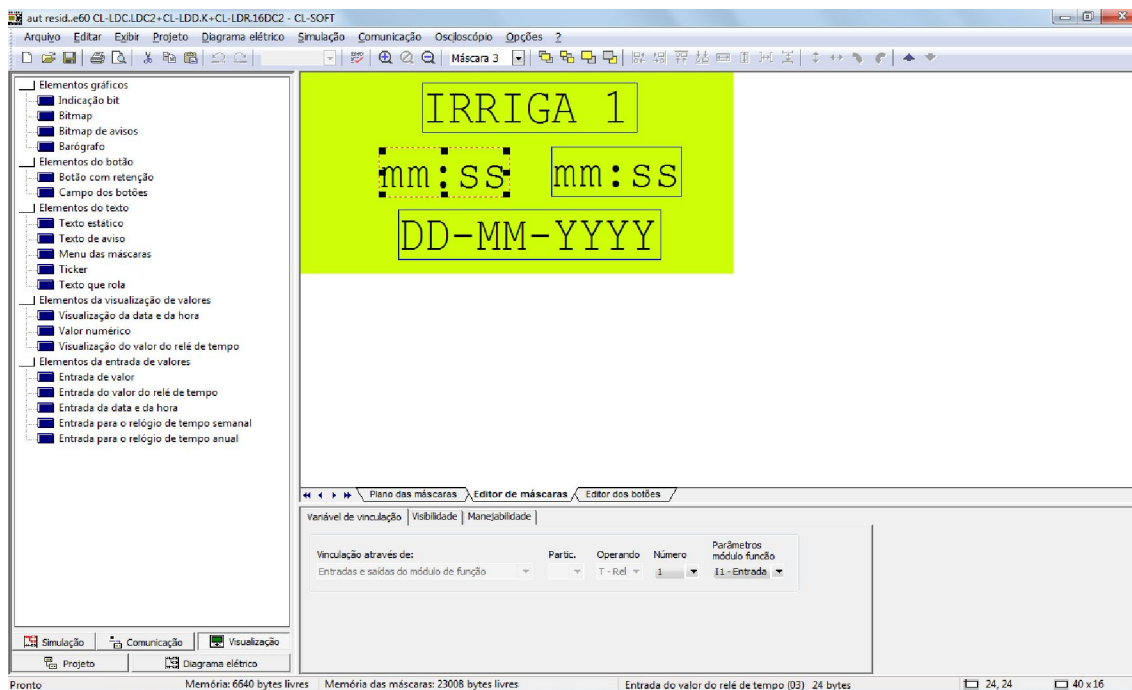 aut resid..e60 CL-LDC.LDC2+CL-LDD.K+CL-LDR.16DC2 - CL-SOFT
Arquivo Editar Exibir Projeto Diagrama elétrico Simulação Comunicação Osciloscópio Opções ?
Máscara 3
Elementos gráficos
Indicação bit
Bitmap
Bitmap de avisos
Barógrafo
Elementos do botão
Botão com retenção
Campo dos botões
Elementos do texto
Texto estático
Texto de aviso
Menu das máscaras
Ticker
Texto que rola
Elementos da visualização de valores
Visualização da data e da hora
Valor numérico
Visualização do valor do relé de tempo
Elementos da entrada de valores
Entrada de valor
Entrada do valor do relé de tempo
Entrada da data e da hora
Entrada para o relógio de tempo semanal
Entrada para o relógio de tempo anual
IRRIGA 1
mm:ss mm:ss
DD-MM-YYYY
Plano das máscaras Editor de máscaras Editor dos botões
Variável de vinculação Visibilidade Manejabilidade
Vinculação através de: Partic. Operando Número Parâmetros módulo função
Entradas e saídas do módulo de função T - Rel 1 I1 - Entrada
Simulação Comunicação Visualização
Projeto Diagrama elétrico
Pronto Memória: 6640 bytes livres Memória das máscaras: 23008 bytes livres Entrada do valor do relé de tempo (03) 24 bytes 24, 24 40 x 16